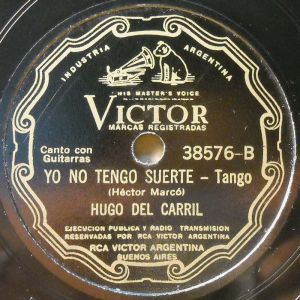 INDUSTRIA ARGENTINA
"HIS MASTER'S VOICE"
VICTOR
MARCAS REGISTRADAS
Canto con
Guitarras
38576-B
YO NO TENGO SUERTE - Tango
(Héctor Marcó)
HUGO DEL CARRIL
EJECUCION PUBLICA Y RADIO TRANSMISION
RESERVADAS POR RCA VICTOR ARGENTINA
RCA VICTOR ARGENTINA
BUENOS AIRES